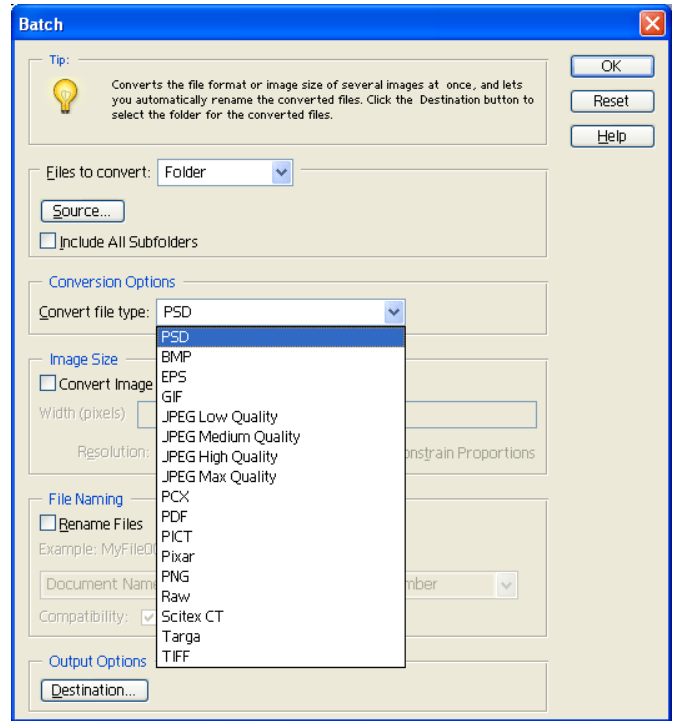 Batch
Tip:
OK
Converts the file format or image size of several images at once, and lets
you automatically rename the converted files. Click the Destination button to
select the folder for the converted files.
Reset
Help
Files to convert: Folder
Source...
Include All Subfolders
Conversion Options
Convert file type: PSD
PSD
Image Size
BMP
Convert Image
EPS
GIF
Width (pixels)
JPEG Low Quality
JPEG Medium Quality
Resolution:
JPEG High Quality
Constrain Proportions
JPEG Max Quality
File Naming
PCX
Rename Files
PDF
PICT
Example:
Pixar
Document Name
PNG
Raw
Compatibility:
Scitex CT
Targa
Output Options
TIFF
Destination...